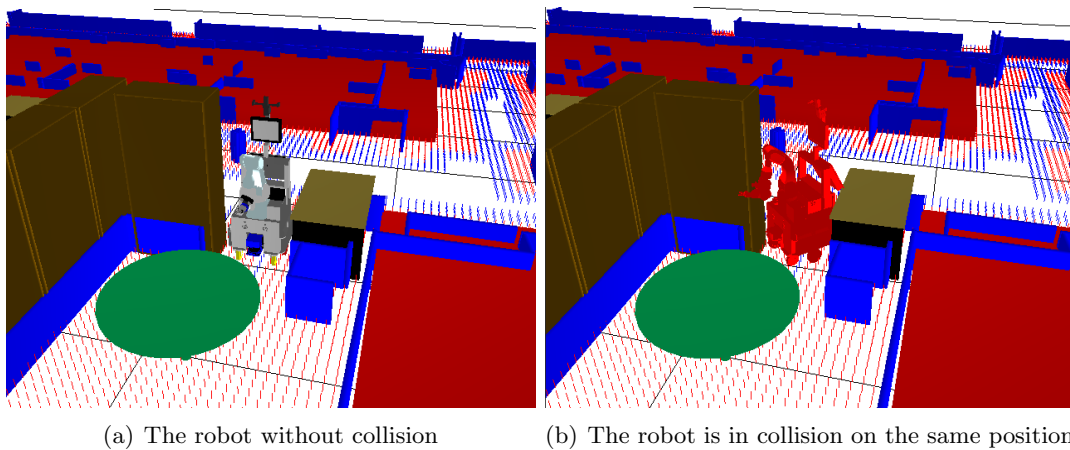 (a) The robot without collision
(b) The robot is in collision on the same position